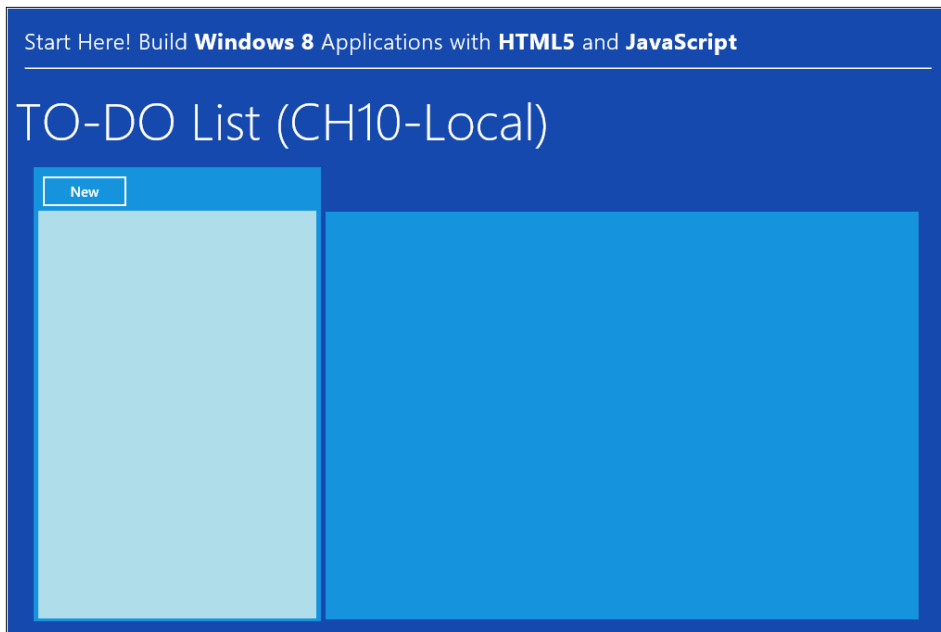 Start Here! Build Windows 8 Applications with HTML5 and JavaScript
TO-DO List (CH10-Local)
New